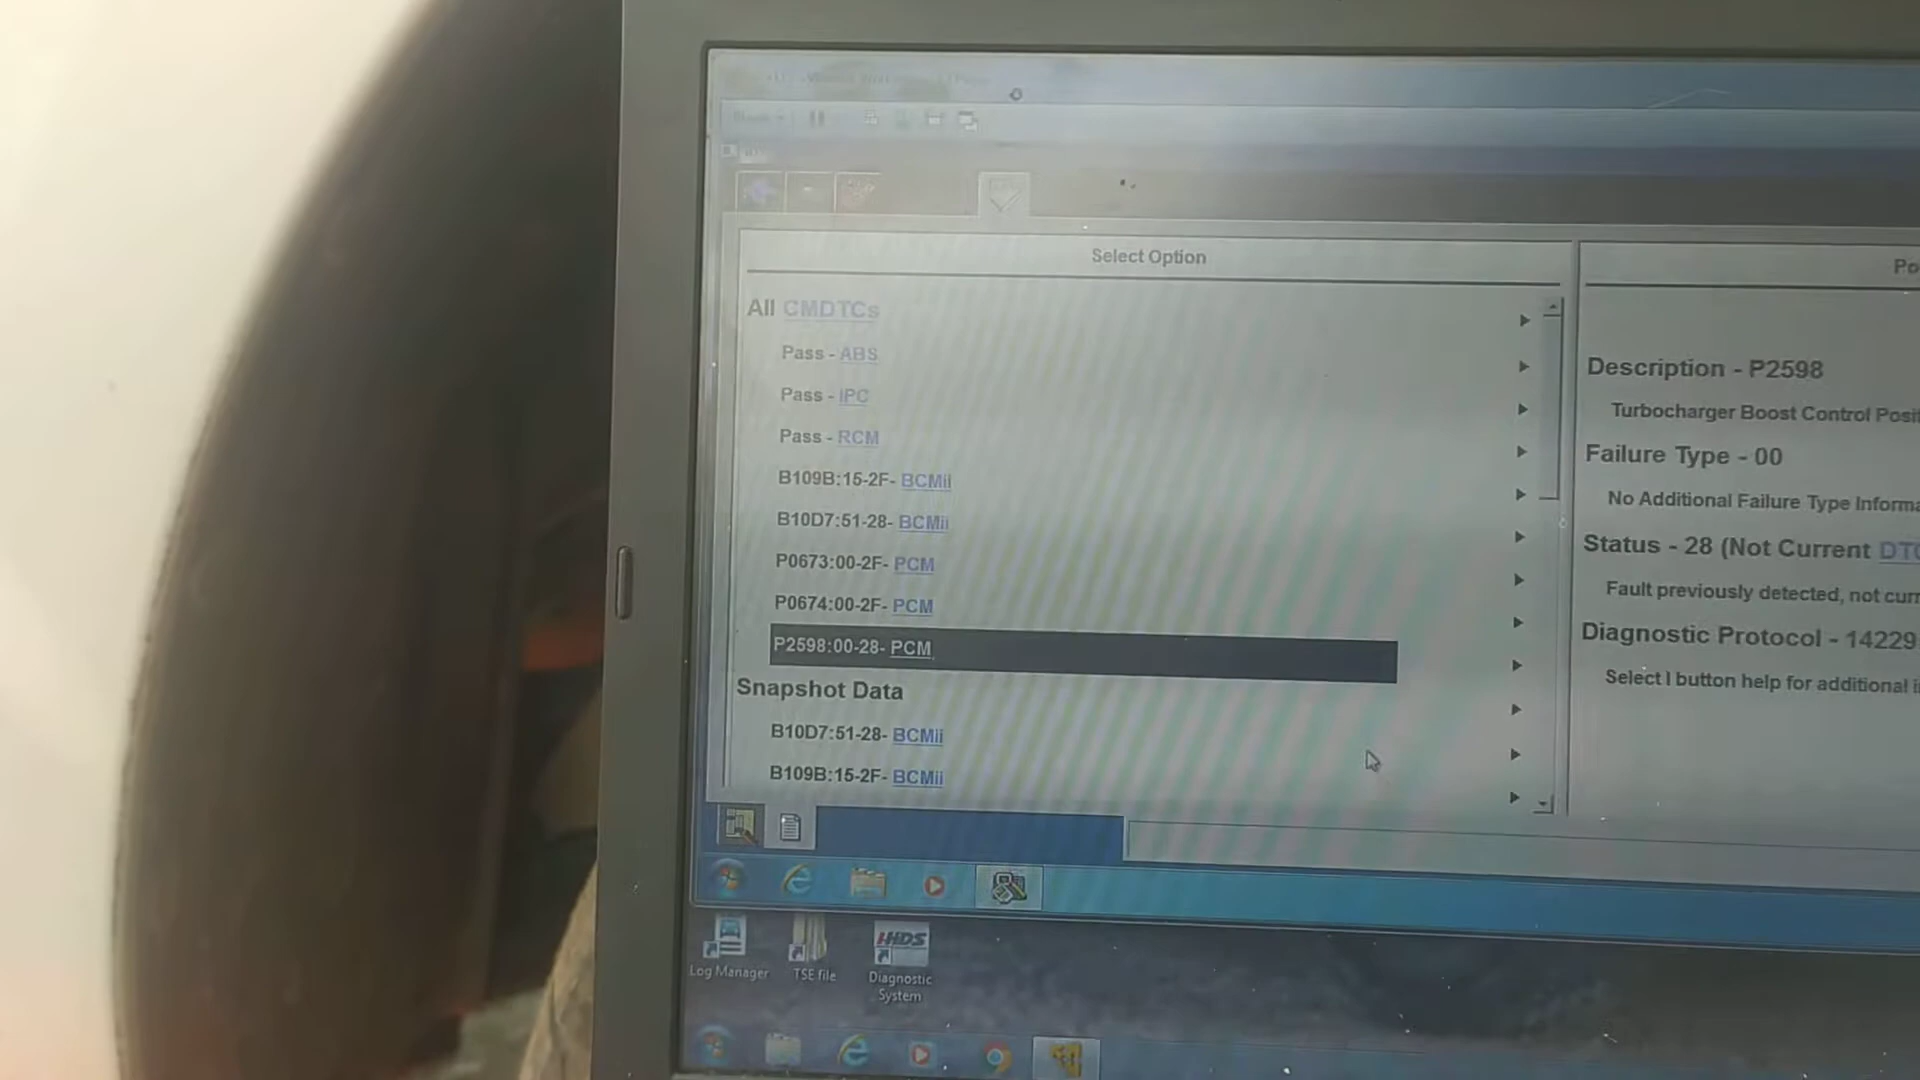 Select Option
All CMDTCs
Pass - ABS
Pass - IPC
Pass - RCM
B109B:15-2F- BCMii
B10D7:51-28- BCMii
P0673:00-2F- PCM
P0674:00-2F- PCM
P2598:00-28- PCM
Snapshot Data
B10D7:51-28- BCMii
B109B:15-2F- BCMii
Po
Description - P2598
Turbocharger Boost Control Posit
Failure Type - 00
No Additional Failure Type Informa
Status - 28 (Not Current DTC
Fault previously detected, not curr
Diagnostic Protocol - 14229
Select I button help for additional i
Log Manager
TSE file
HDS
Diagnostic
System